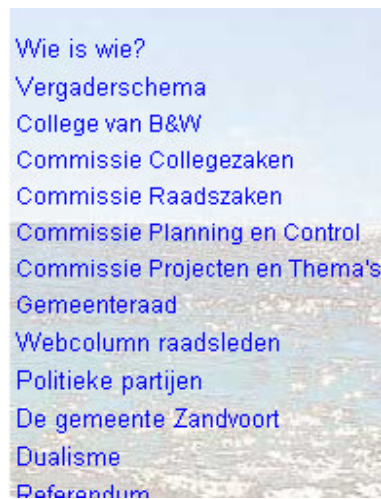 Wie is wie?
Vergaderschema
College van B&W
Commissie Collegezaken
Commissie Raadszaken
Commissie Planning en Control
Commissie Projecten en Thema's
Gemeenteraad
Webcolumn raadsleden
Politieke partijen
De gemeente Zandvoort
Dualisme
Referendum